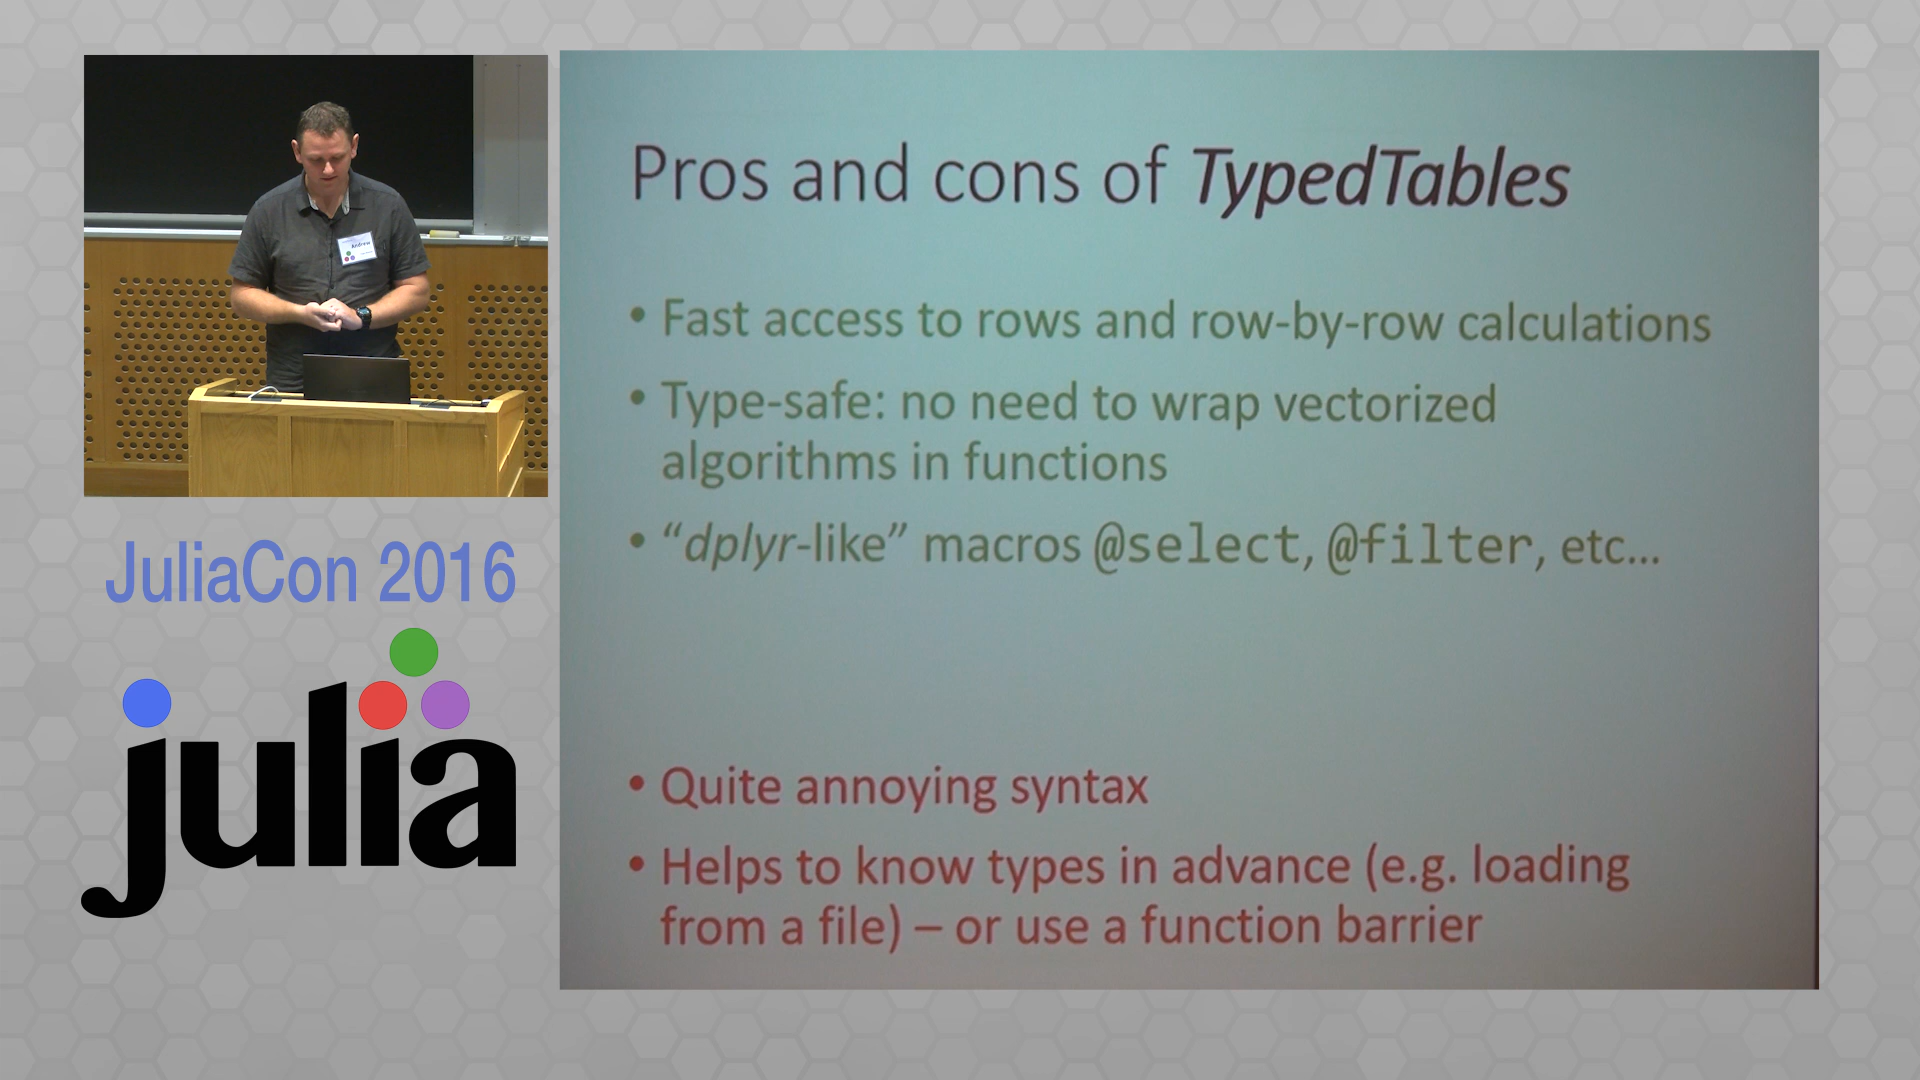 Andrew
JuliaCon 2016
julia
Pros and cons of TypedTables
• Fast access to rows and row-by-row calculations
• Type-safe: no need to wrap vectorized
algorithms in functions
• “dplyr-like” macros @select, @filter, etc...
• Quite annoying syntax
• Helps to know types in advance (e.g. loading
from a file) – or use a function barrier